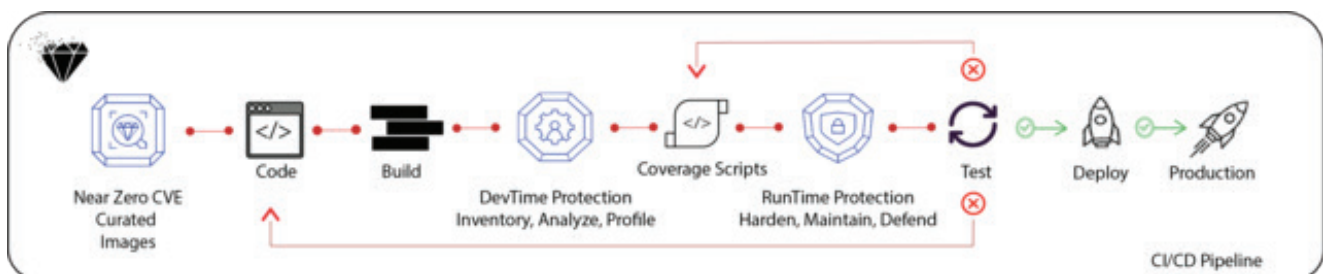 Near Zero CVE
Curated
Images
</>
Code
Build
DevTime Protection
Inventory, Analyze, Profile
</>
Coverage Scripts
RunTime Protection
Harden, Maintain, Defend
Test
Deploy
Production
CI/CD Pipeline